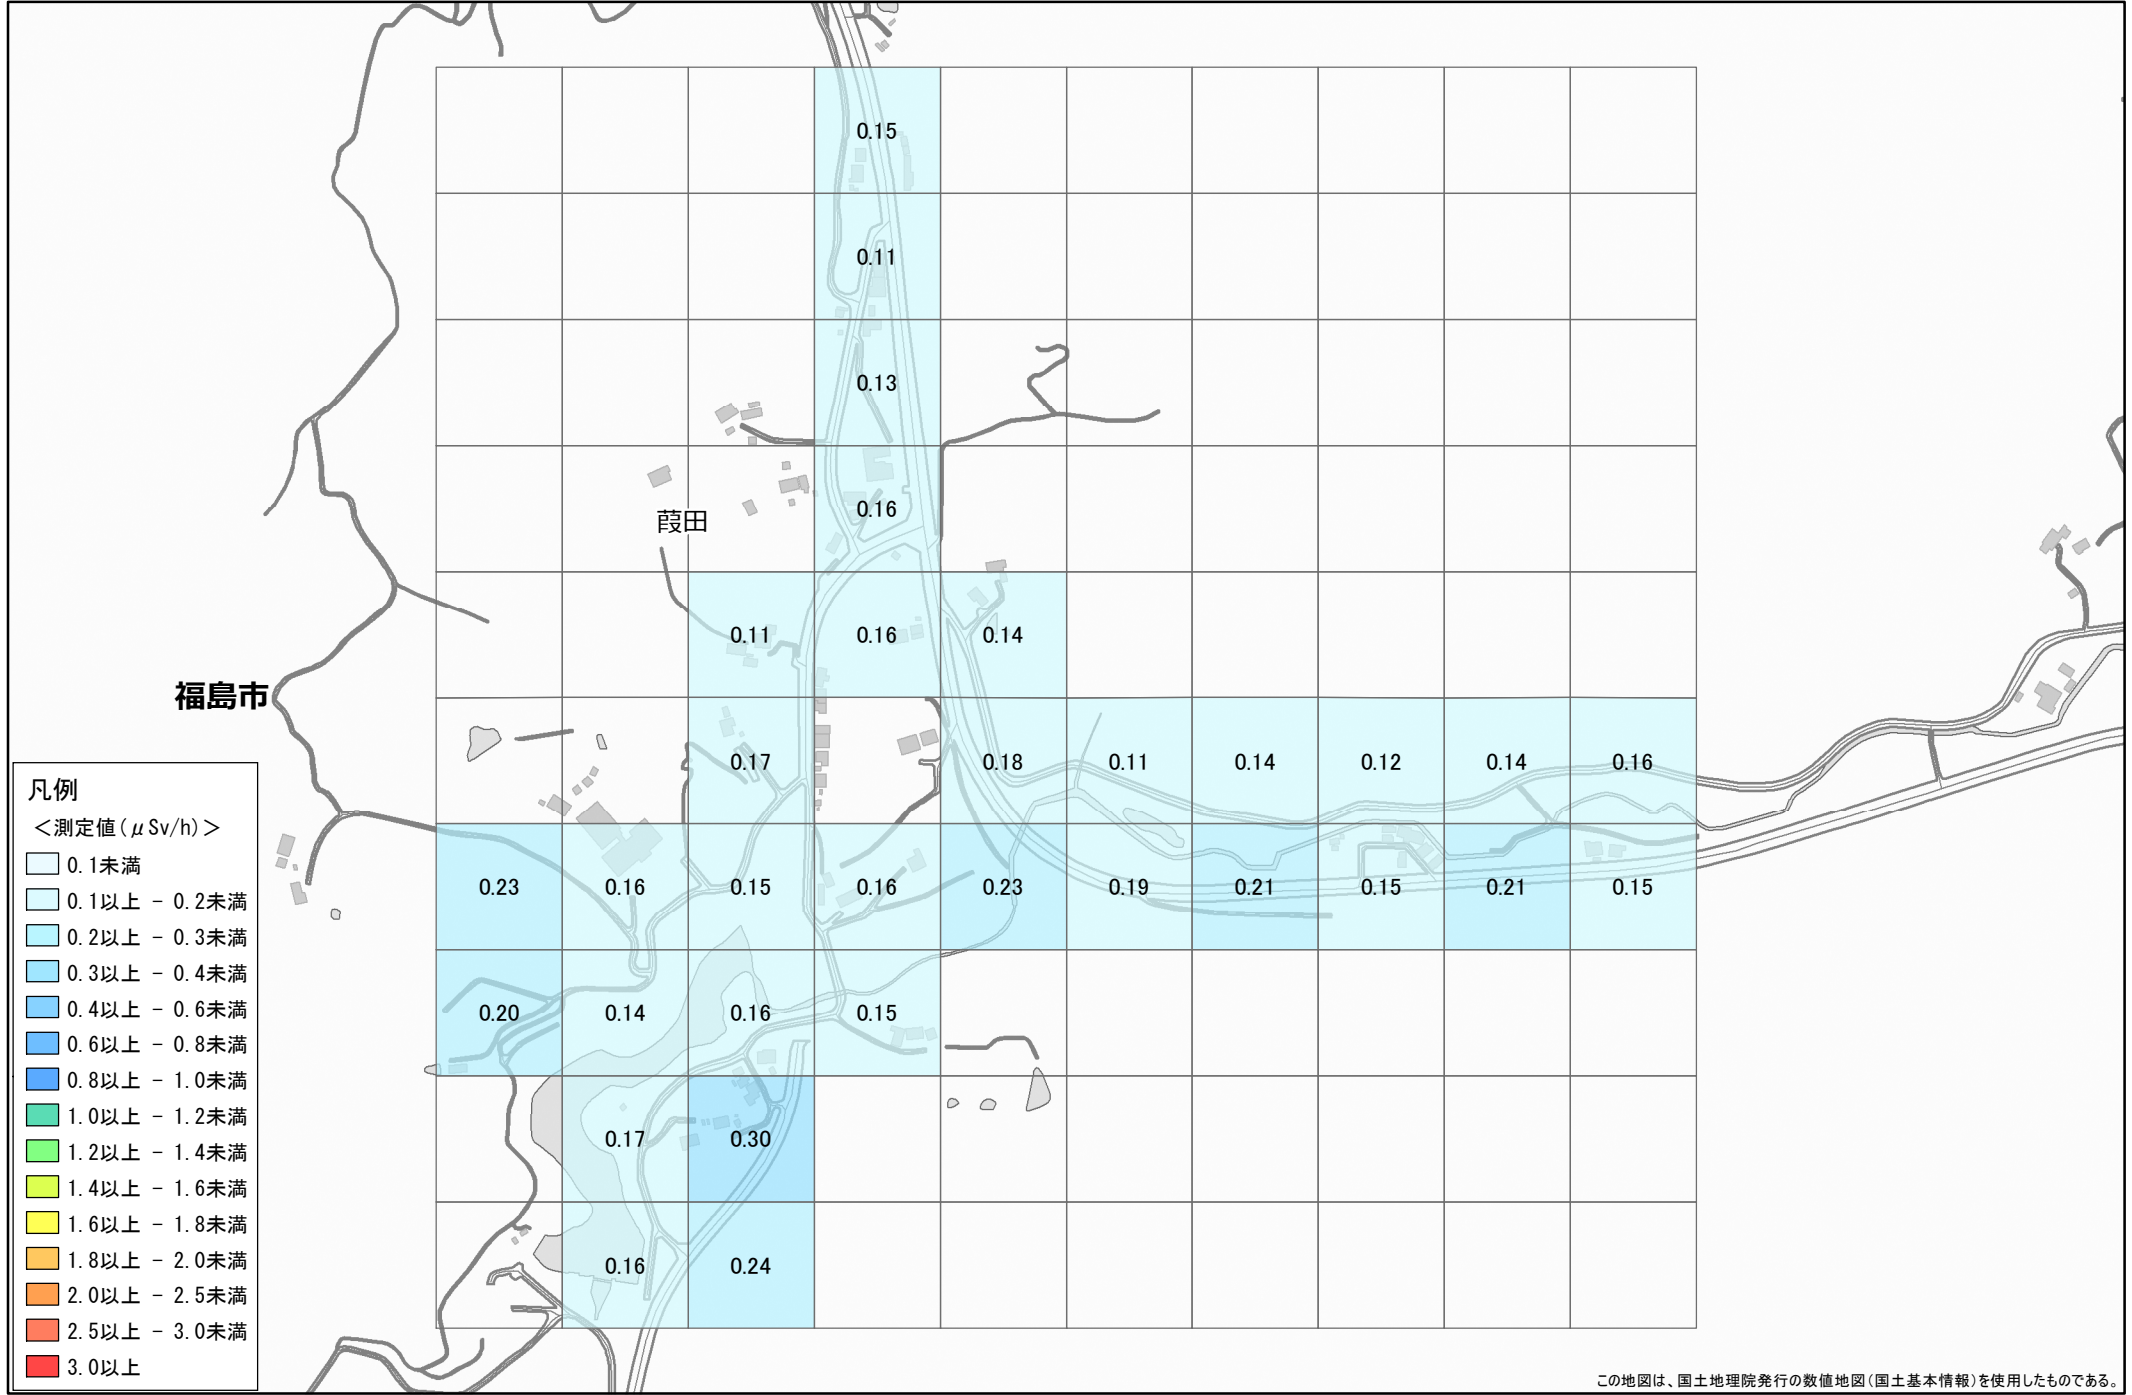 0.15
0.11
0.13
0.16
葭田
0.11
0.16
0.14
福島市
0.17
0.18
0.11
0.14
0.12
0.14
0.16
0.23
0.16
0.15
0.16
0.23
0.19
0.21
0.15
0.21
0.15
0.20
0.14
0.16
0.15
0.17
0.30
0.16
0.24
凡例
＜測定値(μSv/h)＞
0.1未満
0.1以上 － 0.2未満
0.2以上 － 0.3未満
0.3以上 － 0.4未満
0.4以上 － 0.6未満
0.6以上 － 0.8未満
0.8以上 － 1.0未満
1.0以上 － 1.2未満
1.2以上 － 1.4未満
1.4以上 － 1.6未満
1.6以上 － 1.8未満
1.8以上 － 2.0未満
2.0以上 － 2.5未満
2.5以上 － 3.0未満
3.0以上
この地図は、国土地理院発行の数値地図(国土基本情報)を使用したものである。